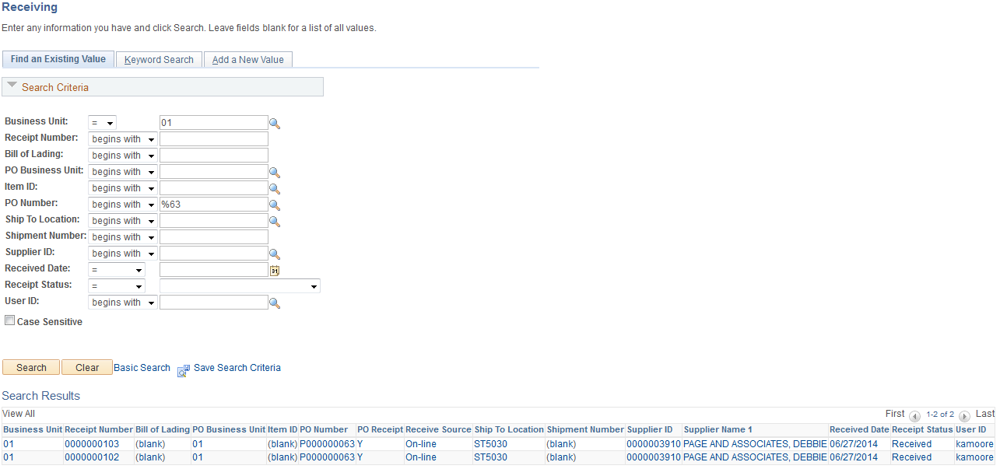 Receiving
Enter any information you have and click Search. Leave fields blank for a list of all values.
Find an Existing Value Keyword Search Add a New Value
Search Criteria
Business Unit: = 01
Receipt Number: begins with
Bill of Lading: begins with
PO Business Unit: begins with
Item ID: begins with
PO Number: begins with %63
Ship To Location: begins with
Shipment Number: begins with
Supplier ID: begins with
Received Date: = 31
Receipt Status: =
User ID: begins with
Case Sensitive
Search Clear Basic Search Save Search Criteria
Search Results
View All First 1-2 of 2 Last
Business Unit Receipt Number Bill of Lading PO Business Unit Item ID PO Number PO Receipt Receive Source Ship To Location Shipment Number Supplier ID Supplier Name 1 Received Date Receipt Status User ID
01 0000000103 (blank) 01 (blank) P000000063 Y On-line ST5030 (blank) 0000003910 PAGE AND ASSOCIATES, DEBBIE 06/27/2014 Received kamoore
01 0000000102 (blank) 01 (blank) P000000063 Y On-line ST5030 (blank) 0000003910 PAGE AND ASSOCIATES, DEBBIE 06/27/2014 Received kamoore